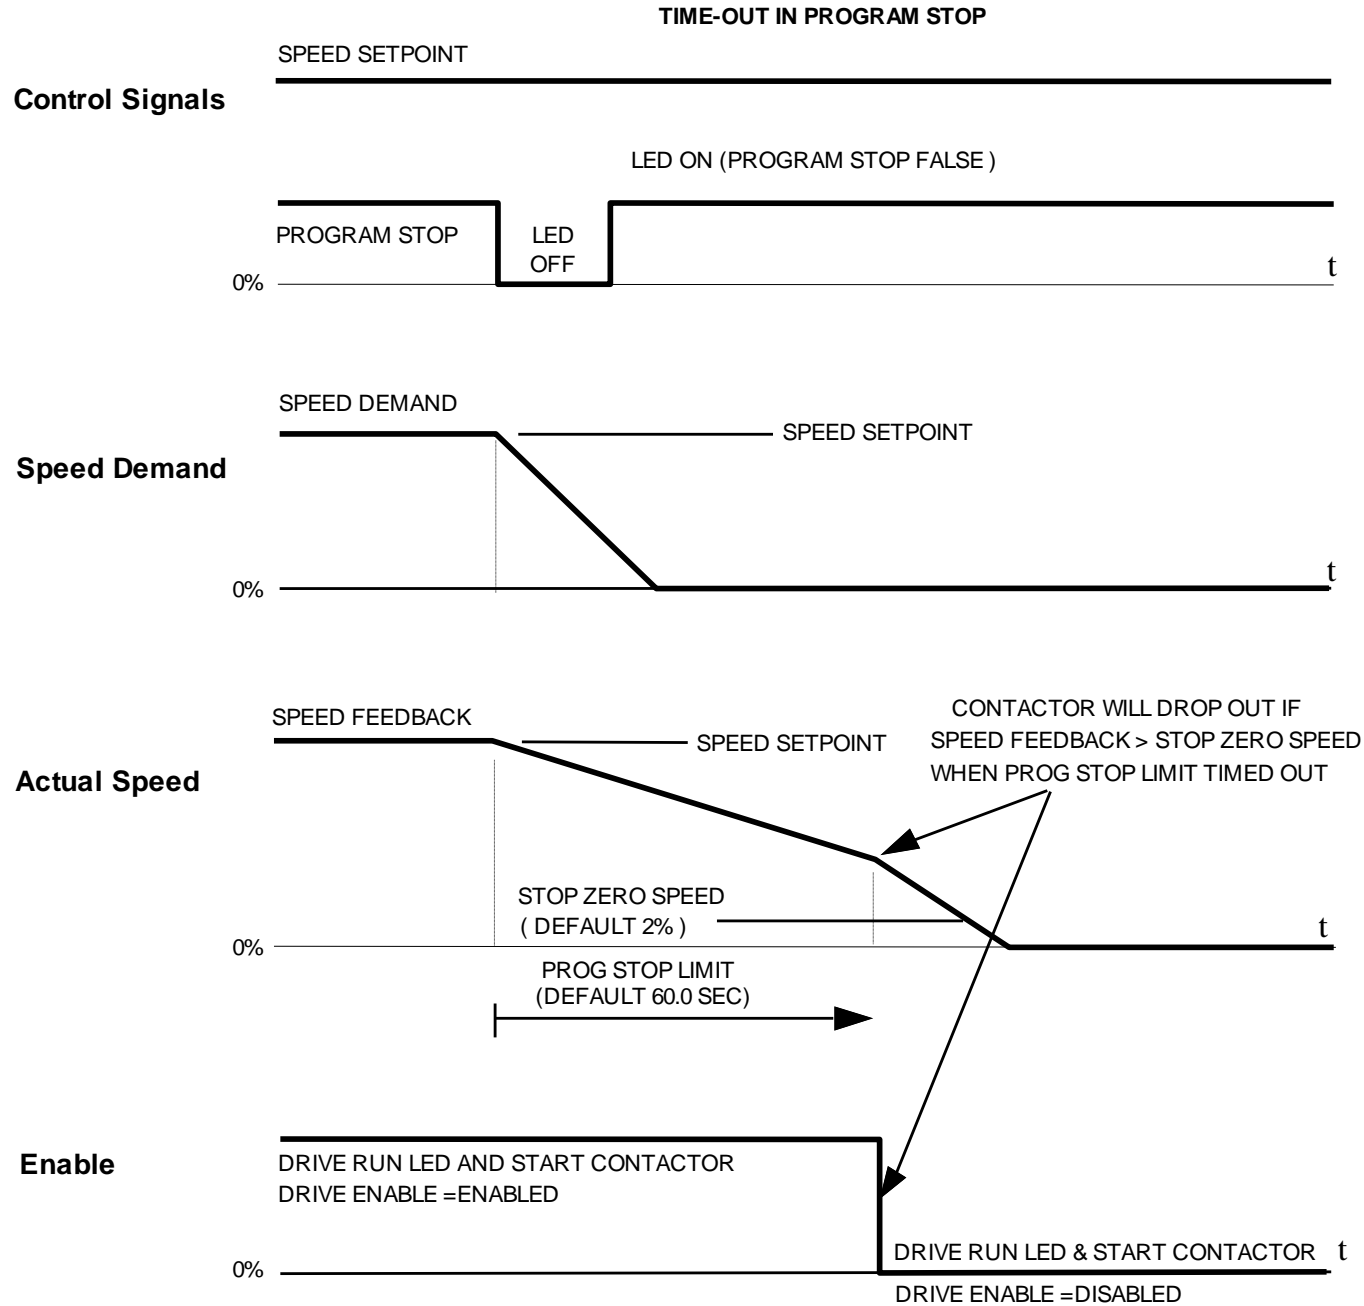 TIME-OUT IN PROGRAM STOP
SPEED SETPOINT
Control Signals
LED ON (PROGRAM STOP FALSE )
PROGRAM STOP
LED
OFF
0%
t
SPEED DEMAND
SPEED SETPOINT
Speed Demand
0%
t
SPEED FEEDBACK
SPEED SETPOINT
CONTACTOR WILL DROP OUT IF
SPEED FEEDBACK > STOP ZERO SPEED
WHEN PROG STOP LIMIT TIMED OUT
Actual Speed
STOP ZERO SPEED
( DEFAULT 2% )
0%
t
PROG STOP LIMIT
(DEFAULT 60.0 SEC)
Enable
DRIVE RUN LED AND START CONTACTOR
DRIVE ENABLE =ENABLED
0%
DRIVE RUN LED & START CONTACTOR
t
DRIVE ENABLE =DISABLED